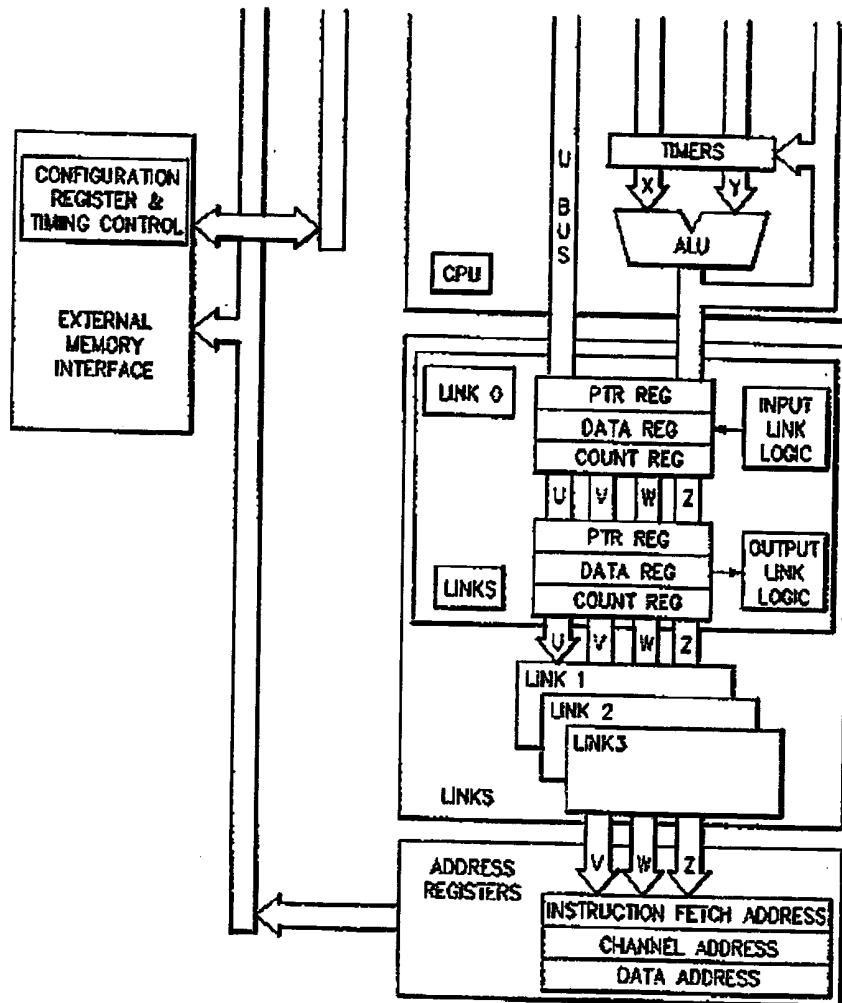 CONFIGURATION
REGISTER &
TIMING CONTROL
EXTERNAL
MEMORY
INTERFACE
U BUS
TIMERS
X
Y
ALU
CPU
LINK 0
PTR REG
DATA REG
COUNT REG
INPUT
LINK
LOGIC
U
V
W
Z
PTR REG
DATA REG
COUNT REG
OUTPUT
LINK
LOGIC
LINKS
U
V
W
Z
LINK 1
LINK 2
LINK3
LINKS
V
W
Z
ADDRESS
REGISTERS
INSTRUCTION FETCH ADDRESS
CHANNEL ADDRESS
DATA ADDRESS